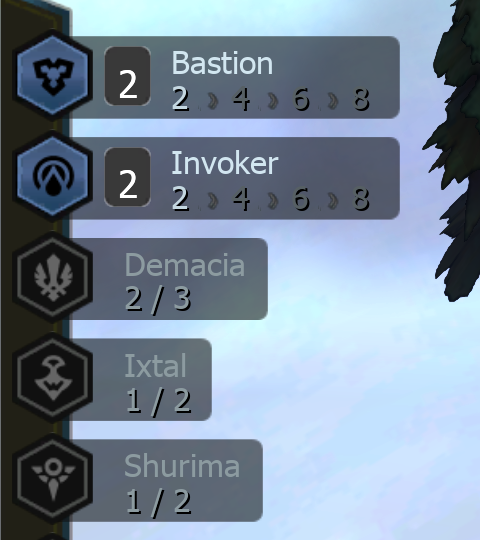 2 Bastion
2 › 4 › 6 › 8
2 Invoker
2 › 4 › 6 › 8
Demacia
2 / 3
Ixtal
1 / 2
Shurima
1 / 2